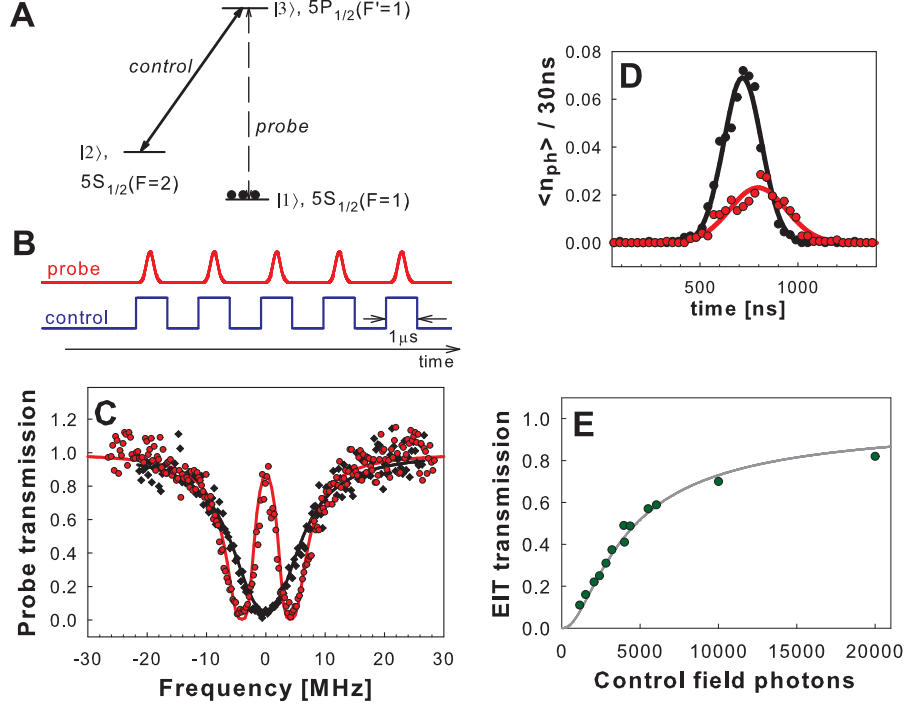 A
|3⟩, 5P1/2(F'=1)
control
probe
|2⟩,
5S1/2(F=2)
|1⟩, 5S1/2(F=1)
B
probe
control
1μs
time
C
Probe transmission
1.2
1.0
0.8
0.6
0.4
0.2
0.0
-30 -20 -10 0 10 20 30
Frequency [MHz]
D
<nph> / 30ns
0.08
0.06
0.04
0.02
0.00
500 1000
time [ns]
E
EIT transmission
1.0
0.8
0.6
0.4
0.2
0.0
0 5000 10000 15000 20000
Control field photons